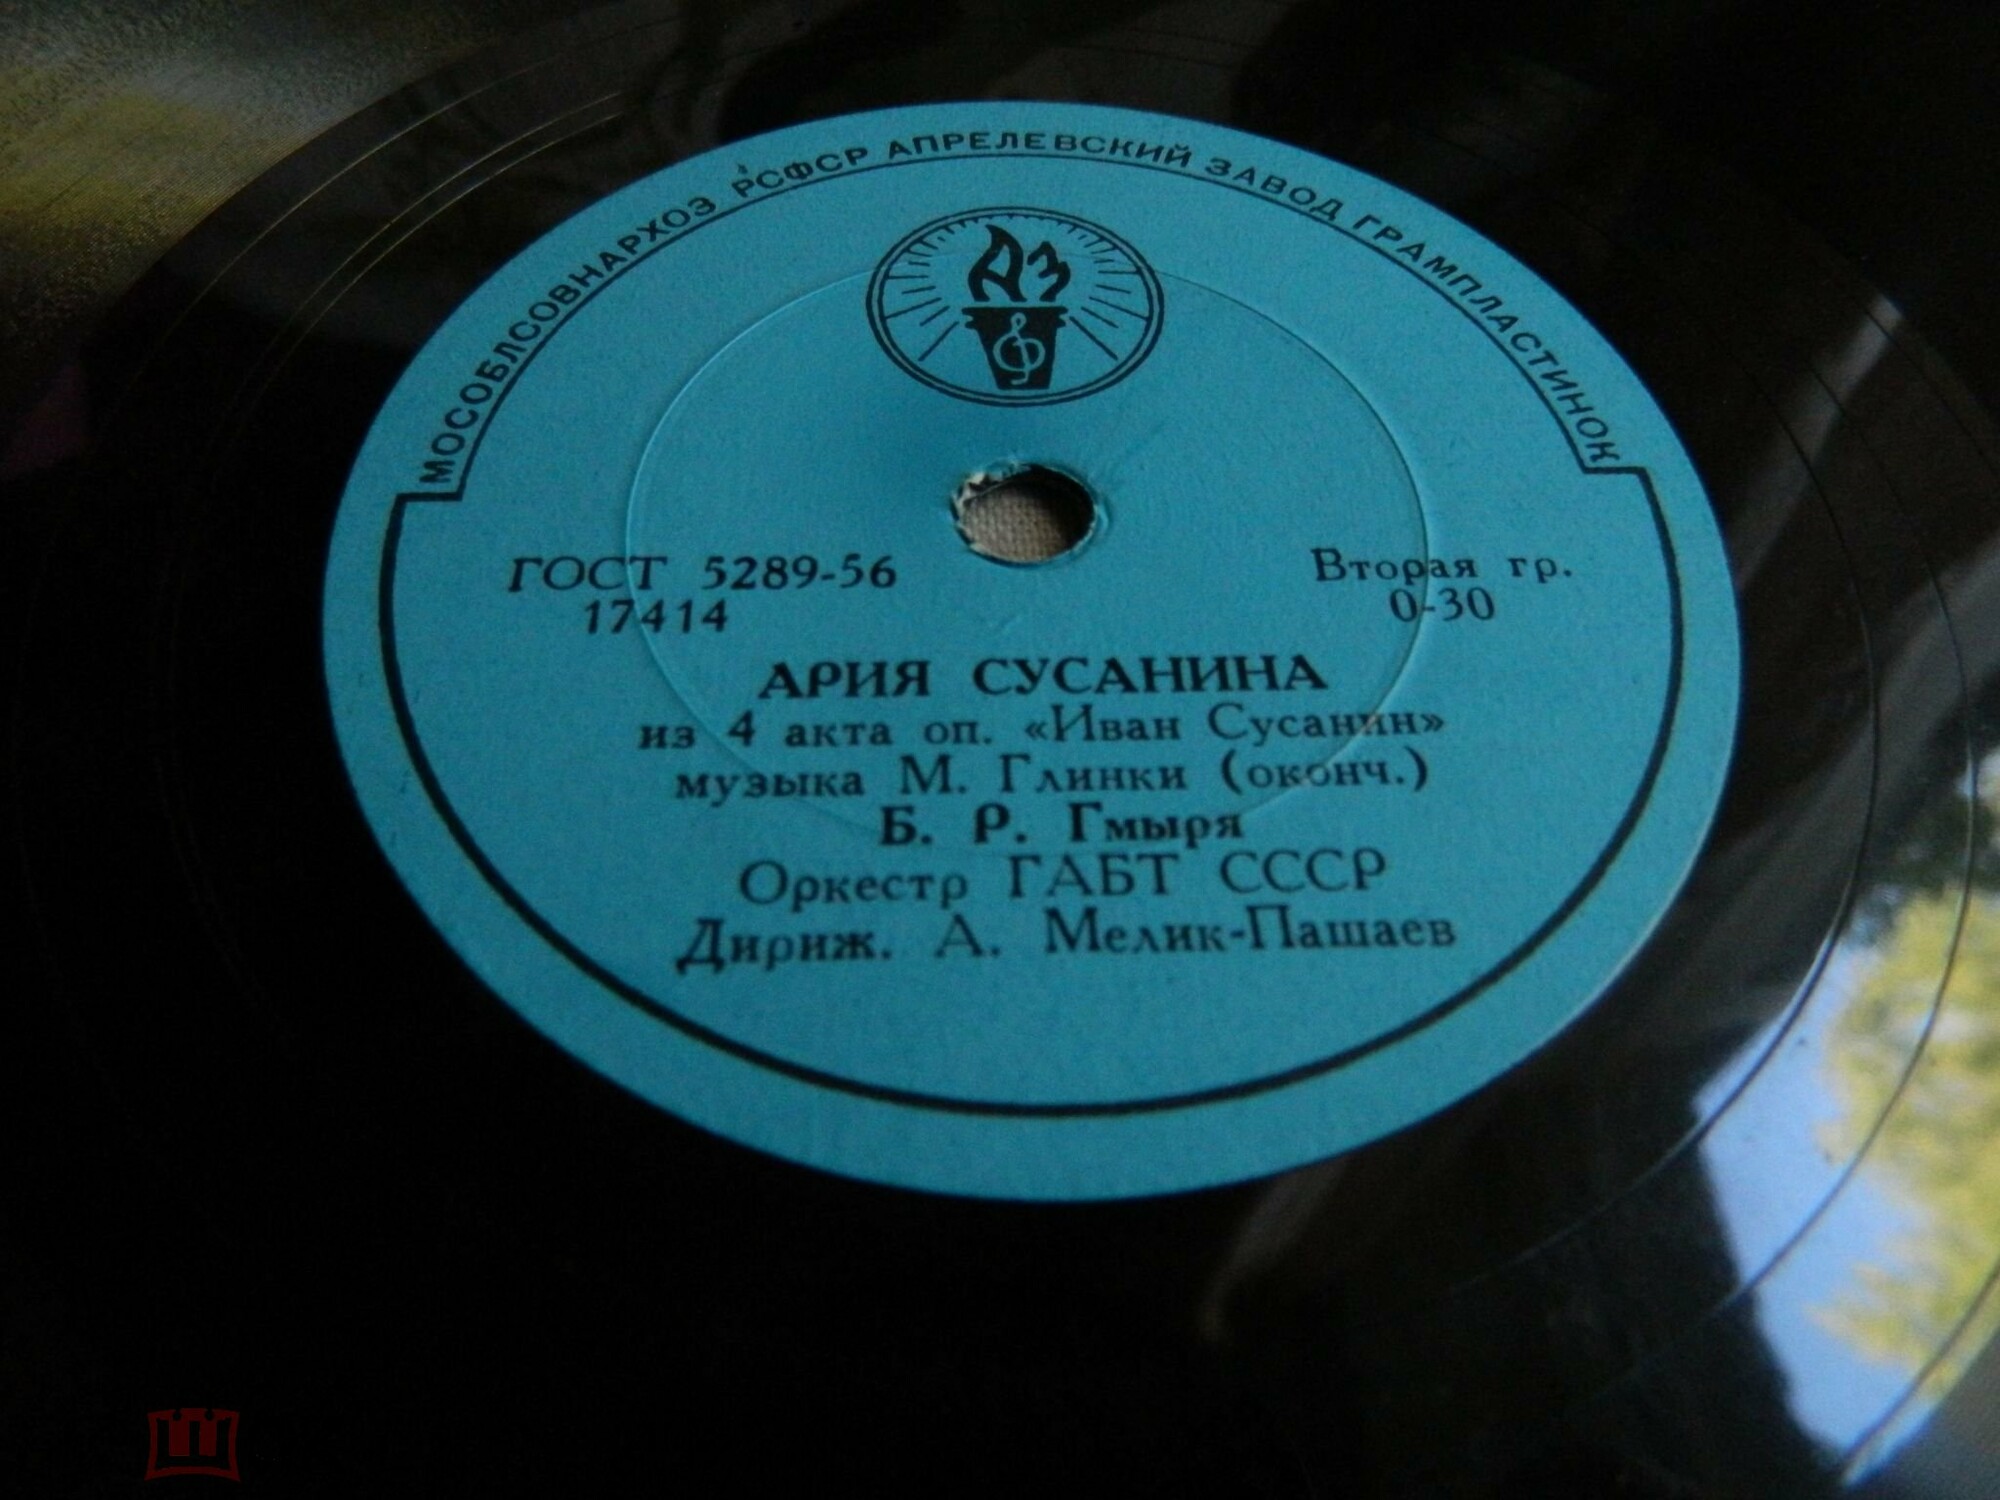 МОСОБЛСОВНАРХОЗ РСФСР АПРЕЛЕВСКИЙ ЗАВОД ГРАМПЛАСТИНОК
АЗ
ГОСТ 5289-56
17414
Вторая гр.
0-30
АРИЯ СУСАНИНА
из 4 акта оп. «Иван Сусанин»
музыка М. Глинки (оконч.)
Б. Р. Гмыря
Оркестр ГАБТ СССР
Дириж. А. Мелик-Пашаев